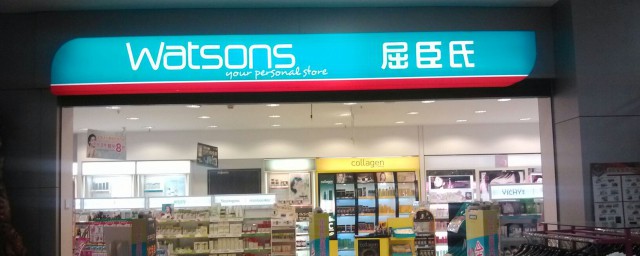 Watsons 屈臣氏
your personal store
collagen
VICHY